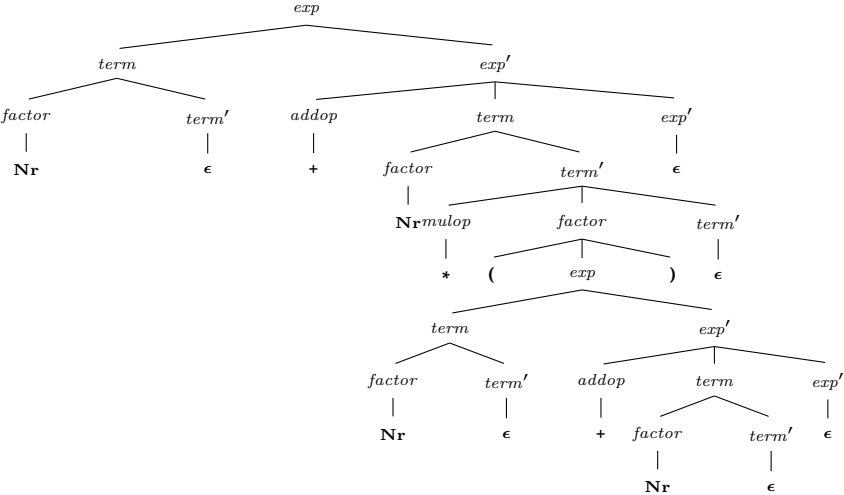 exp
term exp′
factor term′ addop term exp′
Nr ϵ + factor term′ ϵ
Nr mulop factor term′
* ( exp ) ϵ
term exp′
factor term′ addop term exp′
Nr ϵ + factor term′ ϵ
Nr ϵ